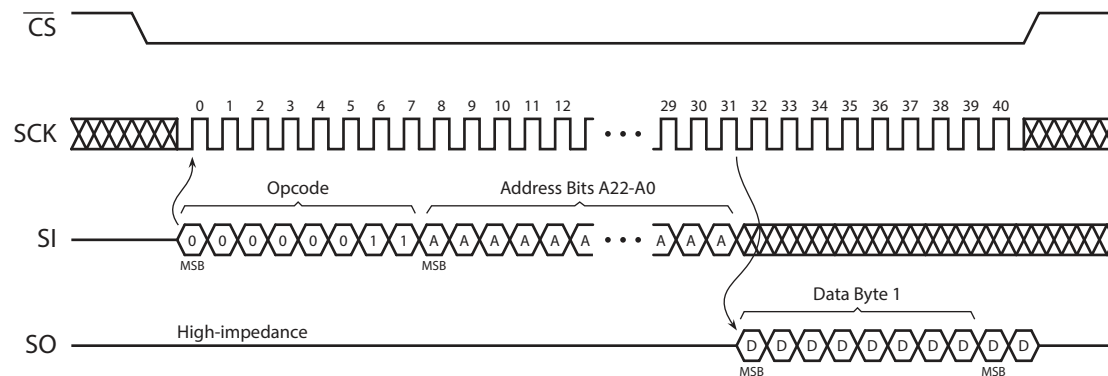 CS
0 1 2 3 4 5 6 7 8 9 10 11 12 29 30 31 32 33 34 35 36 37 38 39 40
SCK
Opcode Address Bits A22-A0
SI 0 0 0 0 0 0 1 1 A A A A A A A A A
MSB MSB
Data Byte 1
High-impedance
SO D D D D D D D D D D
MSB MSB